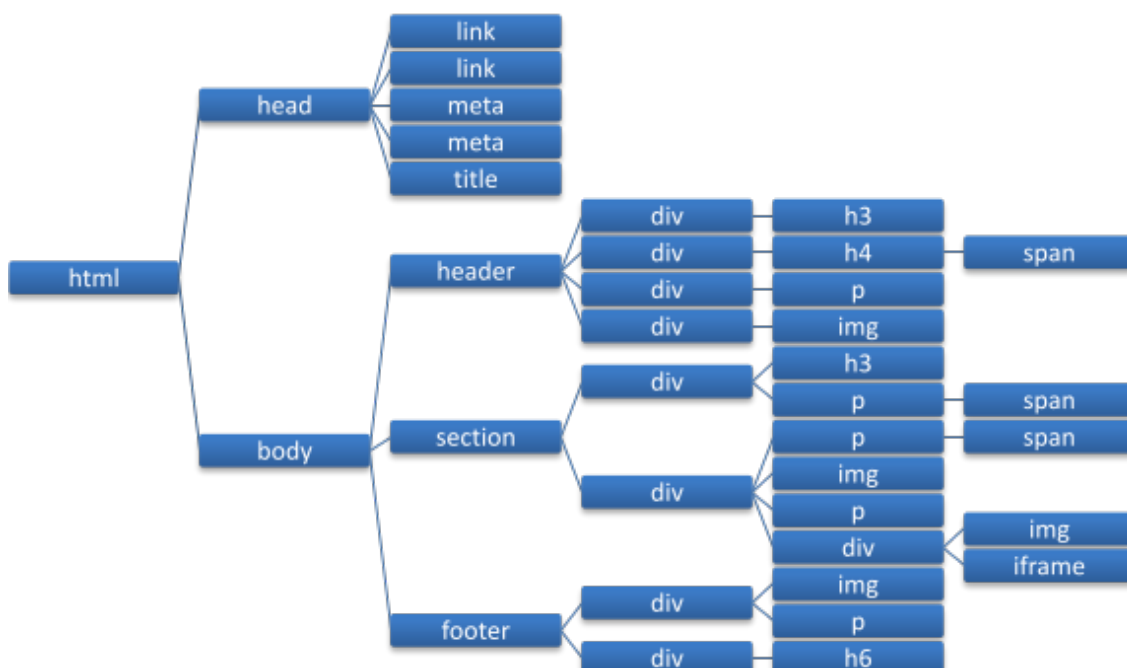 link
link
head
meta
meta
title
div
h3
div
h4
span
html
header
div
p
div
img
h3
div
p
span
body
section
p
span
img
div
p
img
div
iframe
img
div
footer
p
div
h6